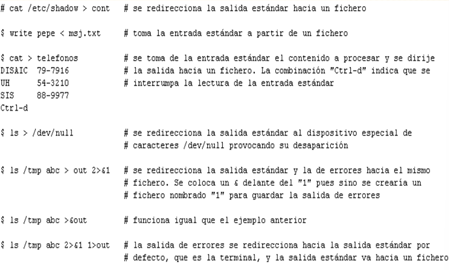 # cat /etc/shadow > cont # se redirecciona la salida estándar hacia un fichero
$ write pepe < msj.txt # toma la entrada estándar a partir de un fichero
$ cat > telefonos # se toma de la entrada estándar el contenido a procesar y se dirije
DISAIC 79-7916 # la salida hacia un fichero. La combinación "Ctrl-d" indica que se
UH 54-3210 # interrumpa la lectura de la entrada estándar
SIS 88-9977
Ctrl-d
$ ls > /dev/null # se redirecciona la salida estándar al dispositivo especial de
# caracteres /dev/null provocando su desaparición
$ ls /tmp abc > out 2>&1 # se redirecciona la salida estándar y la de errores hacia el mismo
# fichero. Se coloca un & delante del "1" pues sino se crearía un
# fichero nombrado "1" para guardar la salida de errores
$ ls /tmp abc >&out # funciona igual que el ejemplo anterior
$ ls /tmp abc 2>&1 1>out # la salida de errores se redirecciona hacia la salida estándar por
# defecto, que es la terminal, y la salida estándar va hacia un fichero